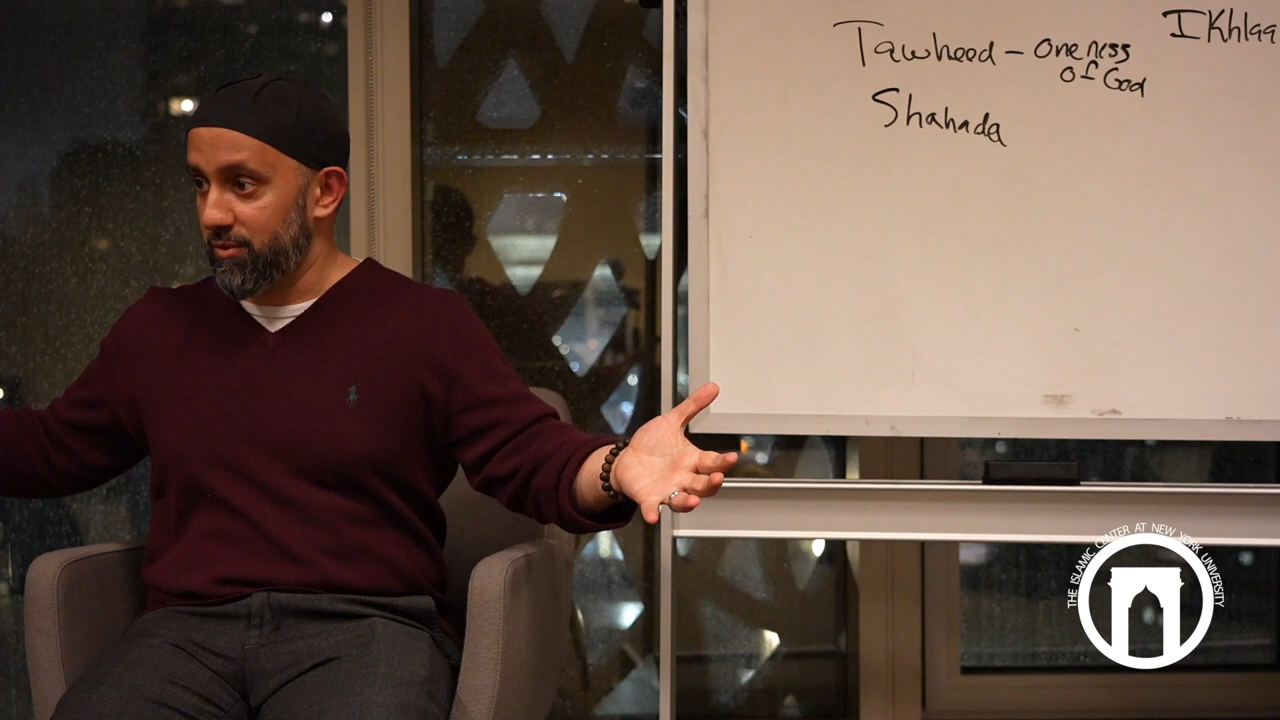 Tawheed – Oneness
of God
Shahada
IKhlaa
THE ISLAMIC CENTER AT NEW YORK UNIVERSITY